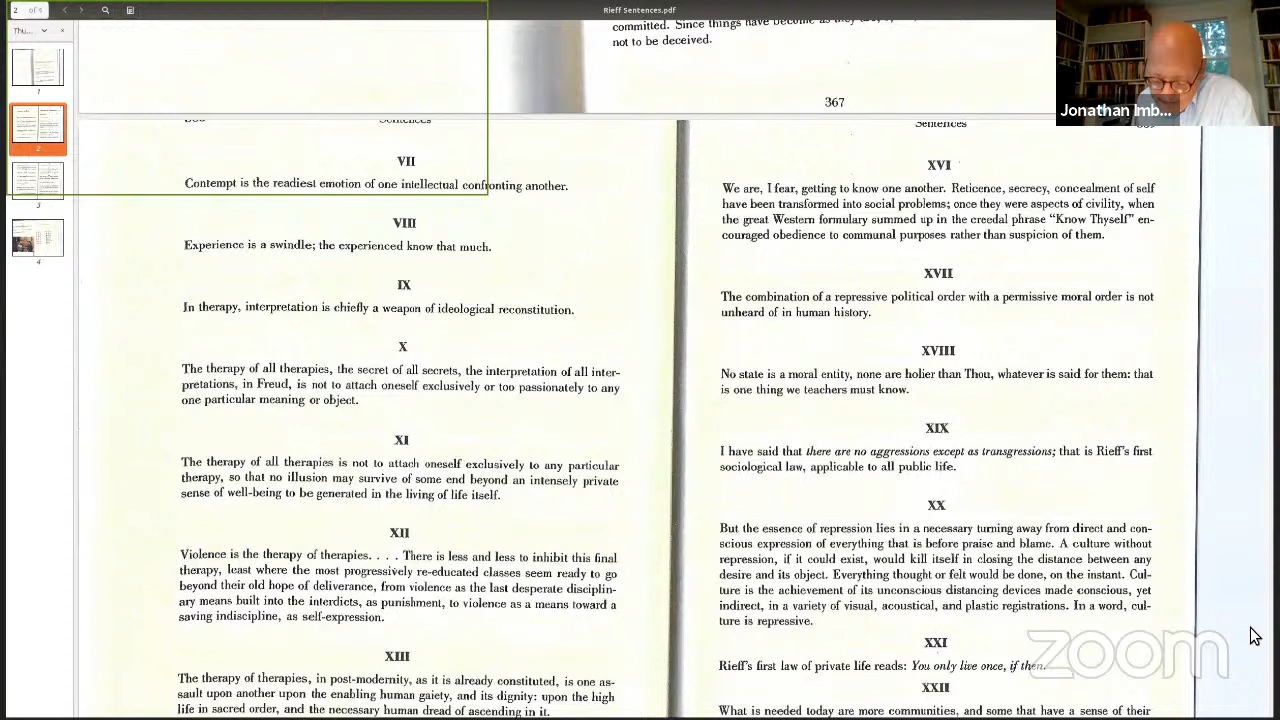 2 of 4
Rieff Sentences.pdf
Thu...
1
2
3
4
committed. Since things have become as they are,
not to be deceived.
367
Jonathan Imb...
Sentences
VII
Contempt is the readiest emotion of one intellectual confronting another.
VIII
Experience is a swindle; the experienced know that much.
IX
In therapy, interpretation is chiefly a weapon of ideological reconstitution.
X
The therapy of all therapies, the secret of all secrets, the interpretation of all inter-
pretations, in Freud, is not to attach oneself exclusively or too passionately to any
one particular meaning or object.
XI
The therapy of all therapies is not to attach oneself exclusively to any particular
therapy, so that no illusion may survive of some end beyond an intensely private
sense of well-being to be generated in the living of life itself.
XII
Violence is the therapy of therapies. . . . There is less and less to inhibit this final
therapy, least where the most progressively re-educated classes seem ready to go
beyond their old hope of deliverance, from violence as the last desperate disciplin-
ary means built into the interdicts, as punishment, to violence as a means toward a
saving indiscipline, as self-expression.
XIII
The therapy of therapies, in post-modernity, as it is already constituted, is one as-
sault upon another upon the enabling human gaiety, and its dignity: upon the high
life in sacred order, and the necessary human dread of ascending in it.
Sentences
XVI
We are, I fear, getting to know one another. Reticence, secrecy, concealment of self
have been transformed into social problems; once they were aspects of civility, when
the great Western formulary summed up in the creedal phrase “Know Thyself” en-
couraged obedience to communal purposes rather than suspicion of them.
XVII
The combination of a repressive political order with a permissive moral order is not
unheard of in human history.
XVIII
No state is a moral entity, none are holier than Thou, whatever is said for them: that
is one thing we teachers must know.
XIX
I have said that there are no aggressions except as transgressions; that is Rieff’s first
sociological law, applicable to all public life.
XX
But the essence of repression lies in a necessary turning away from direct and con-
scious expression of everything that is before praise and blame. A culture without
repression, if it could exist, would kill itself in closing the distance between any
desire and its object. Everything thought or felt would be done, on the instant. Cul-
ture is the achievement of its unconscious distancing devices made conscious, yet
indirect, in a variety of visual, acoustical, and plastic registrations. In a word, cul-
ture is repressive.
XXI
Rieff’s first law of private life reads: You only live once, if then.
XXII
What is needed today are more communities, and some that have a sense of their
zoom